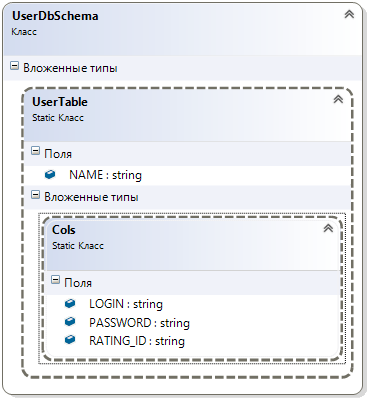 UserDbSchema
Класс
Вложенные типы
UserTable
Static Класс
Поля
NAME : string
Вложенные типы
Cols
Static Класс
Поля
LOGIN : string
PASSWORD : string
RATING_ID : string